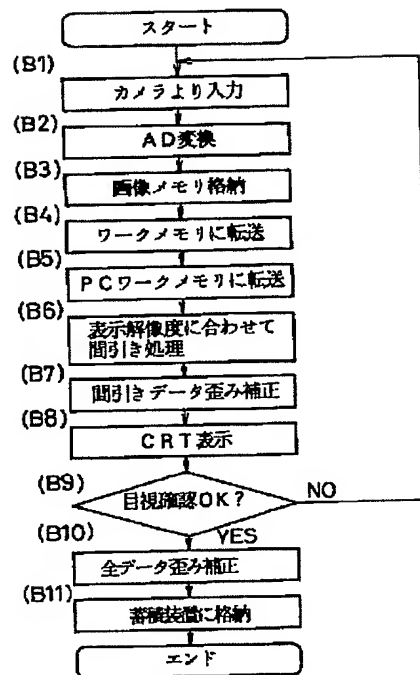 スタート
(B1)
カメラより入力
(B2)
AD変換
(B3)
画像メモリ格納
(B4)
ワークメモリに転送
(B5)
PCワークメモリに転送
(B6)
表示解像度に合わせて
間引き処理
(B7)
間引きデータ歪み補正
(B8)
CRT表示
(B9)
目視確認OK?
NO
(B10)
YES
全データ歪み補正
(B11)
蓄積装置に格納
エンド